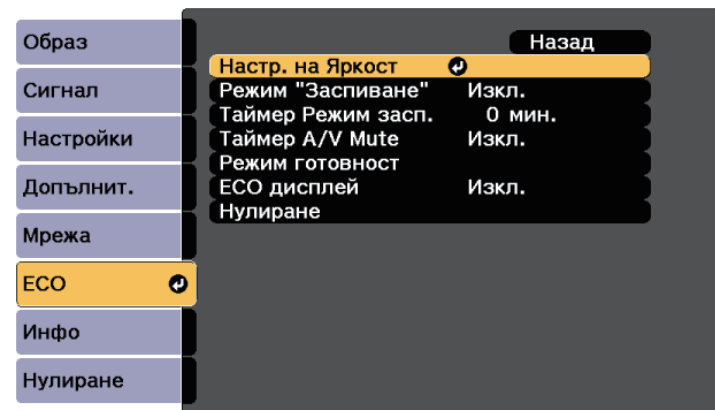 Образ
Сигнал
Настройки
Допълнит.
Мрежа
ECO
Инфо
Нулиране
Назад
Настр. на Яркост
Режим "Заспиване" Изкл.
Таймер Режим засп. 0 мин.
Таймер A/V Mute Изкл.
Режим готовност
ECO дисплей Изкл.
Нулиране